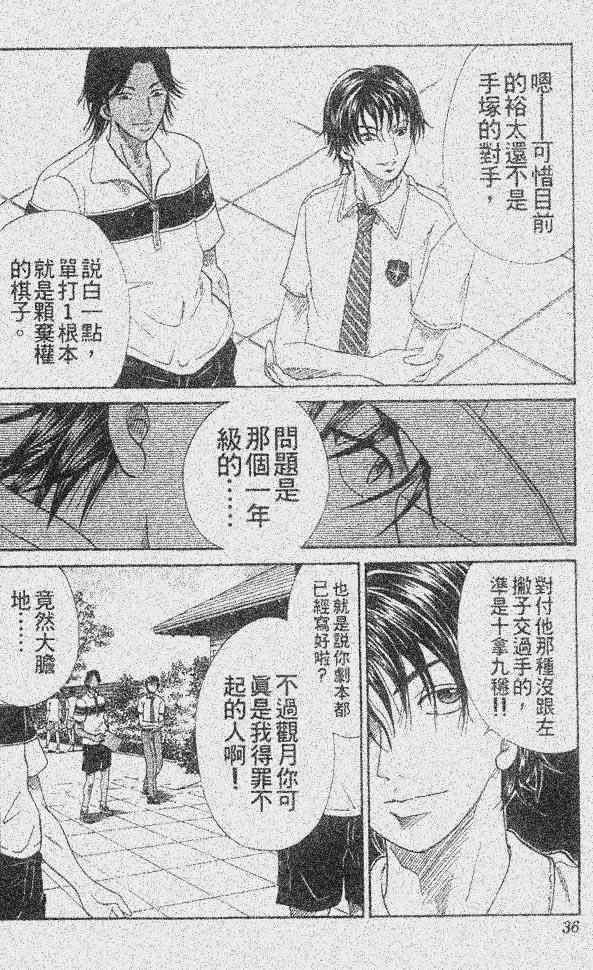 嗯——可惜目前
的裕太還不是
手塚的對手，
說白一點，
單打1根本
就是顆棄權
的棋子。
問題是
那個一年
級的……
對付他那種沒跟左
撇子交過手的，
準是十拿九穩!!
也就是說你劇本都
已經寫好啦？
不過觀月你可
真是我得罪不
起的人啊！
竟然大膽
地……
36